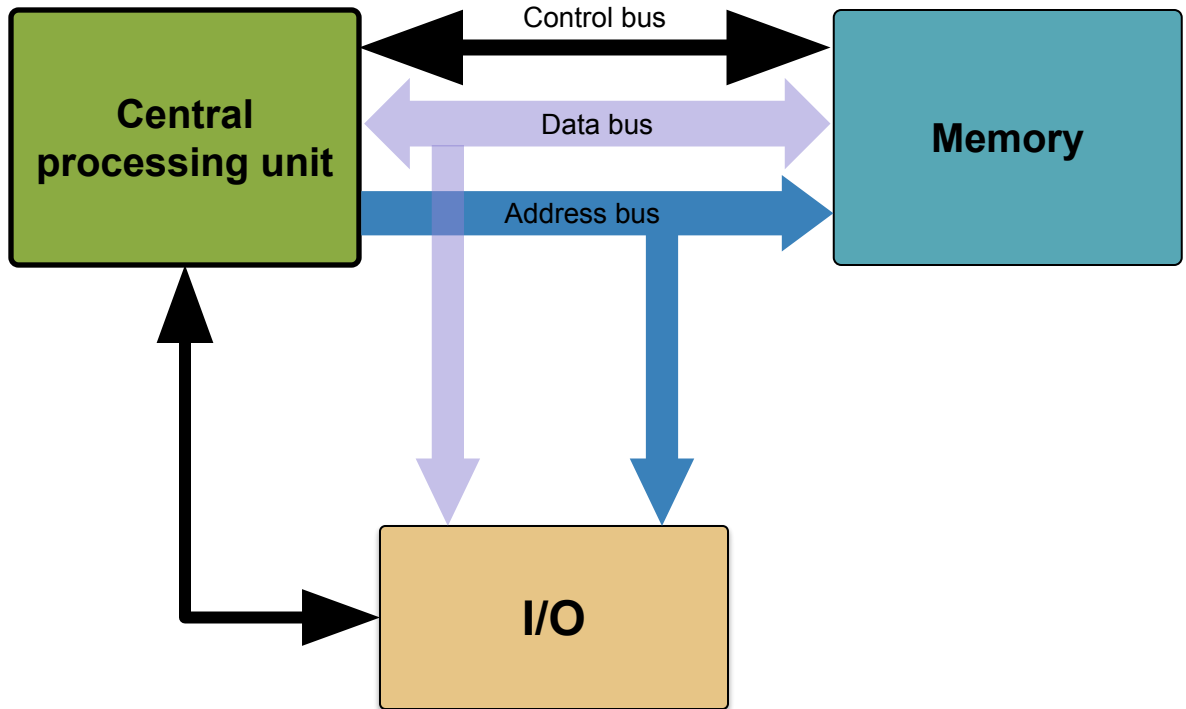 Control bus
Central
processing unit
Data bus
Memory
Address bus
I/O